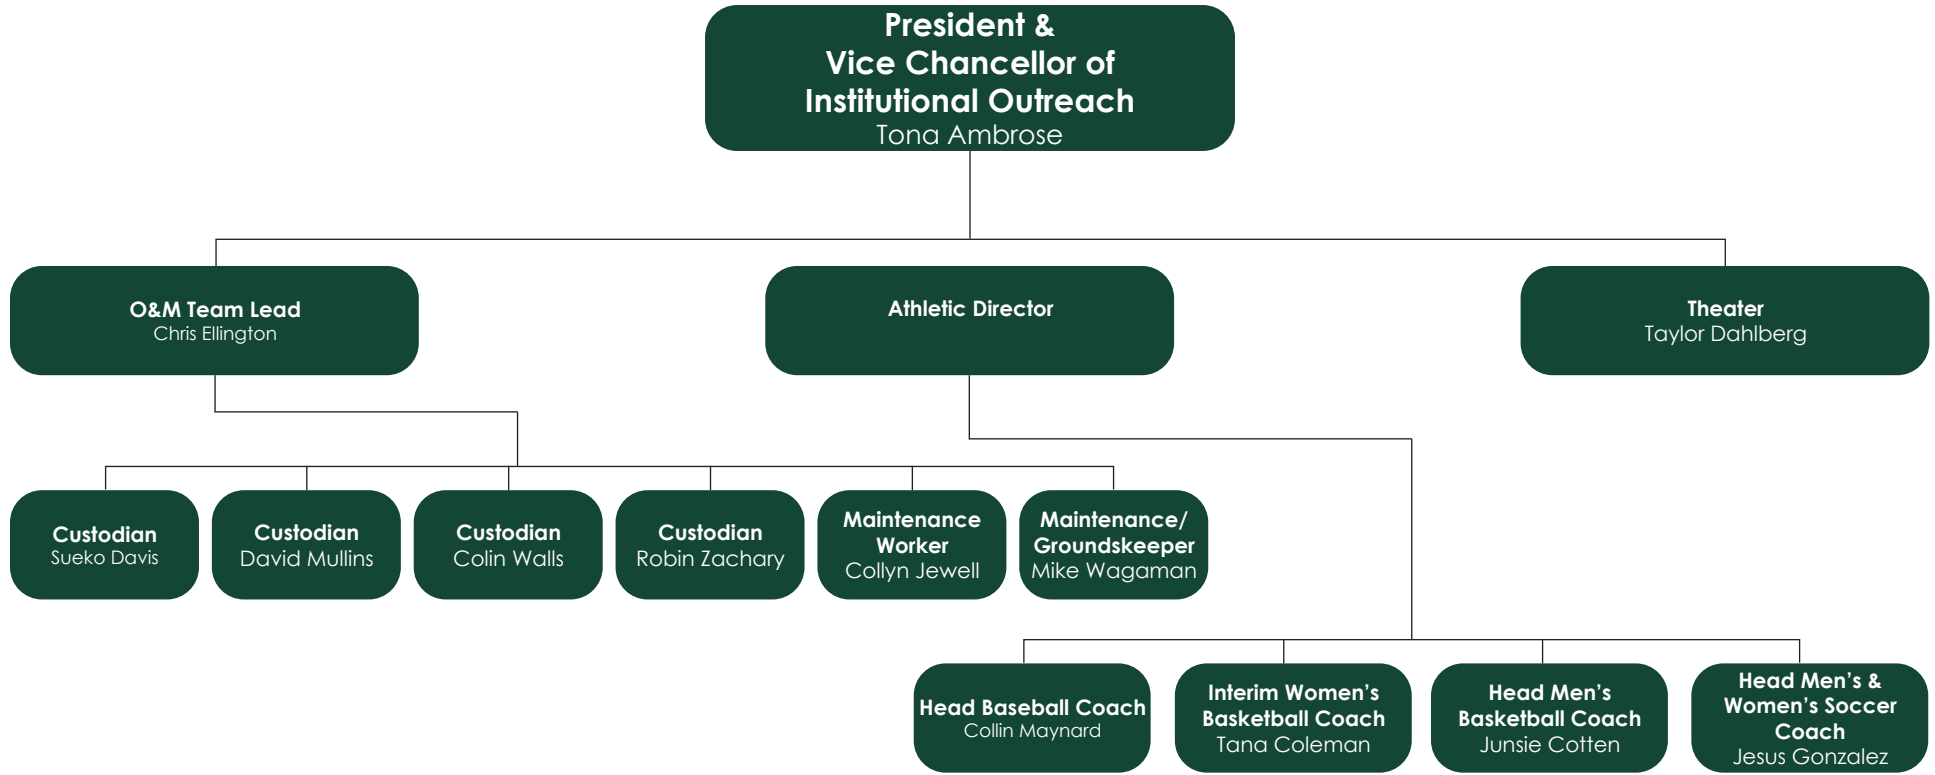 President &
Vice Chancellor of
Institutional Outreach
Tona Ambrose
O&M Team Lead
Chris Ellington
Athletic Director
Theater
Taylor Dahlberg
Custodian
Sueko Davis
Custodian
David Mullins
Custodian
Colin Walls
Custodian
Robin Zachary
Maintenance
Worker
Collyn Jewell
Maintenance/
Groundskeeper
Mike Wagaman
Head Baseball Coach
Collin Maynard
Interim Women’s
Basketball Coach
Tana Coleman
Head Men’s
Basketball Coach
Junsie Cotten
Head Men’s &
Women’s Soccer
Coach
Jesus Gonzalez